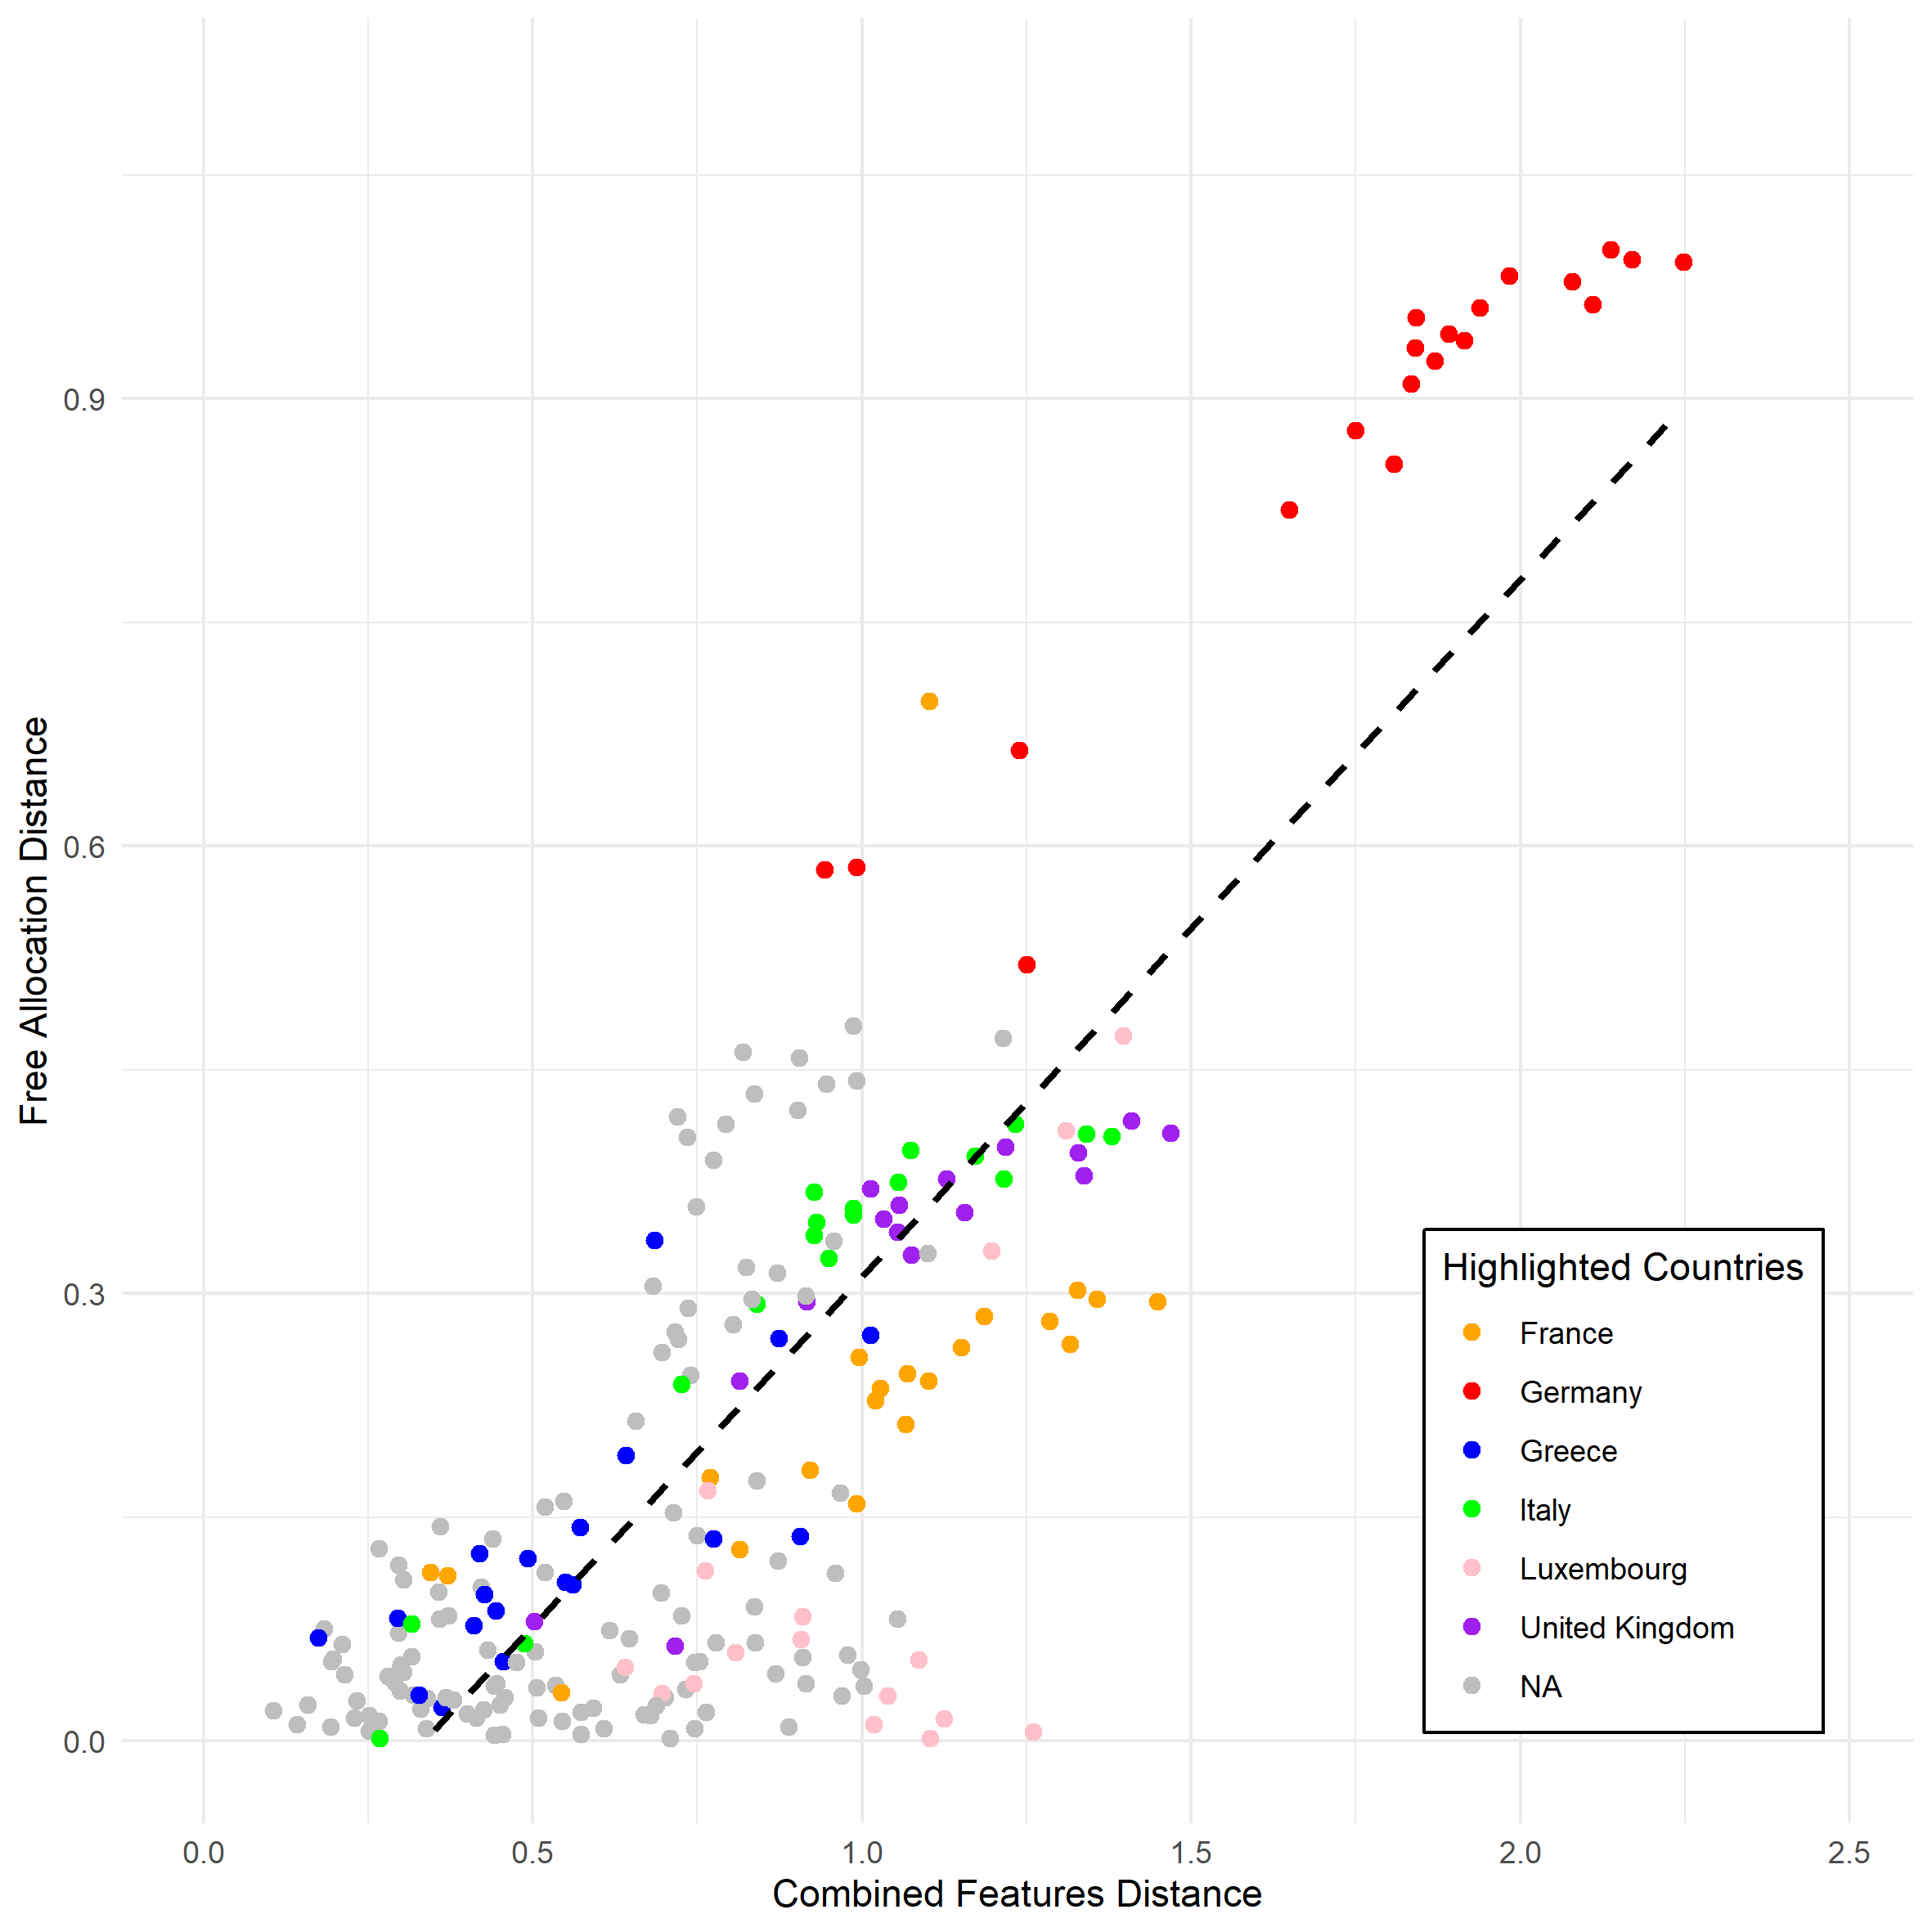 Free Allocation Distance
0.9
0.6
0.3
0.0
Highlighted Countries
France
Germany
Greece
Italy
Luxembourg
United Kingdom
NA
0.0 0.5 1.0 1.5 2.0 2.5
Combined Features Distance